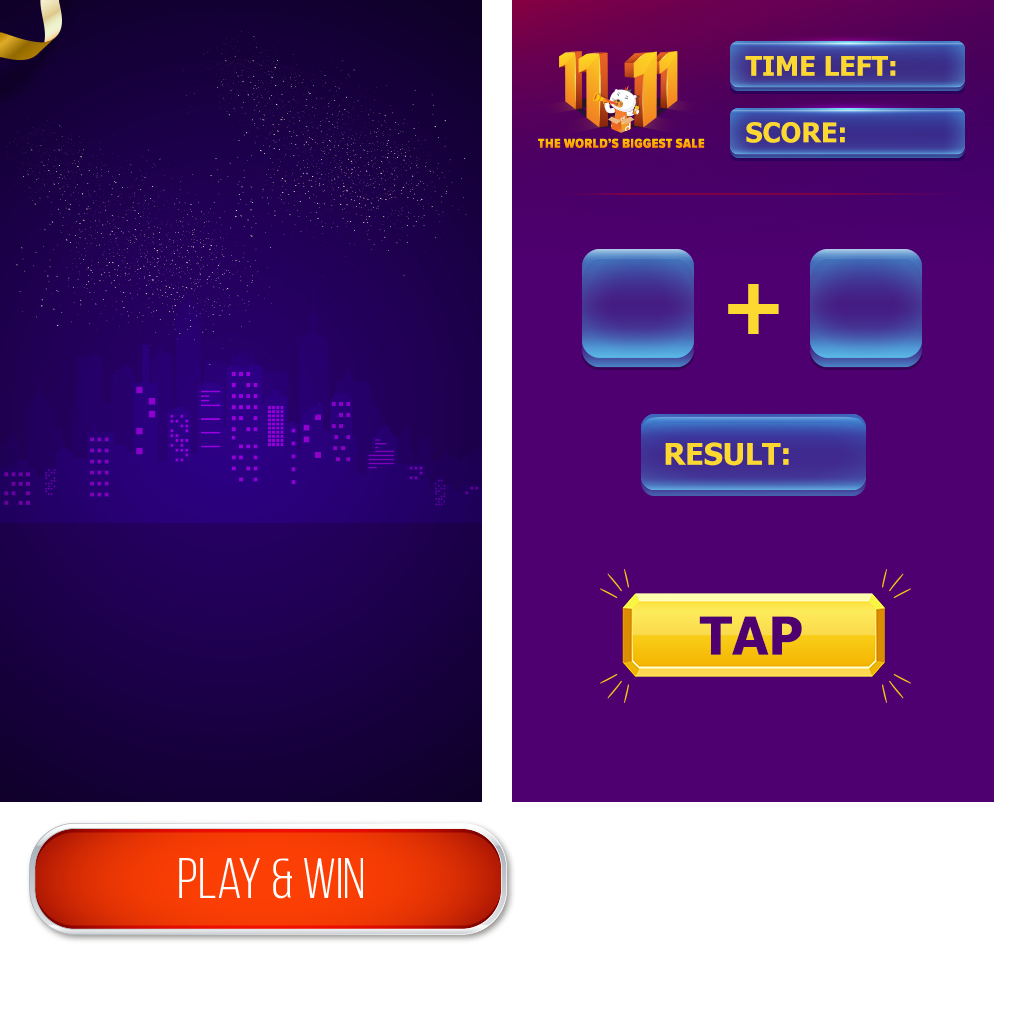 11.11
THE WORLD'S BIGGEST SALE
TIME LEFT:
SCORE:
+
RESULT:
TAP
PLAY & WIN